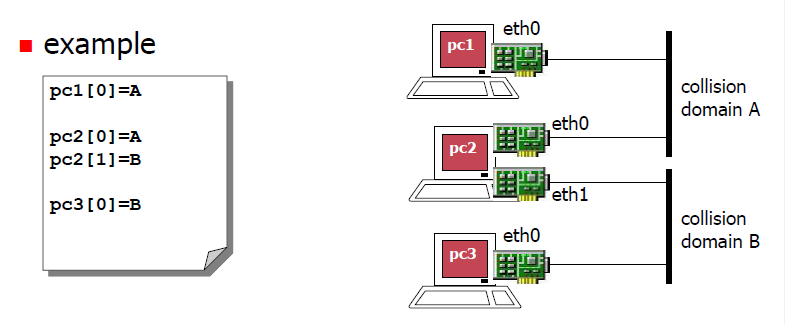 example
pc1[0]=A
pc2[0]=A
pc2[1]=B
pc3[0]=B
eth0
pc1
collision
domain A
eth0
pc2
eth1
collision
domain B
eth0
pc3